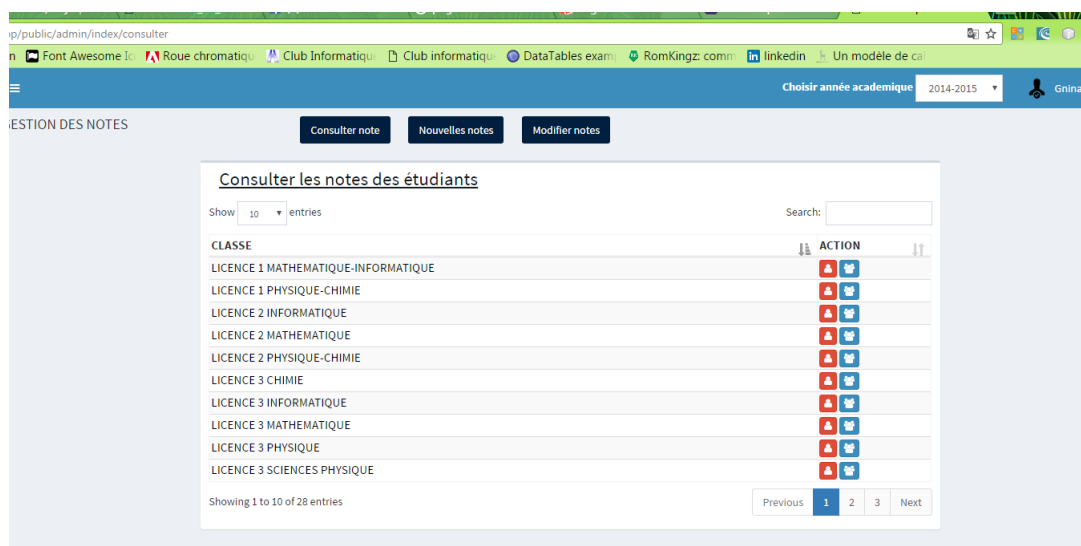 op/public/admin/index/consulter
n Font Awesome Ic Roue chromatiqu Club Informatiqu Club informatiqu DataTables exam RomKingz: comm linkedin Un modèle de cal
Choisir année academique 2014-2015 Gnina
GESTION DES NOTES
Consulter note Nouvelles notes Modifier notes
Consulter les notes des étudiants
Show 10 entries Search:
CLASSE ACTION
LICENCE 1 MATHEMATIQUE-INFORMATIQUE
LICENCE 1 PHYSIQUE-CHIMIE
LICENCE 2 INFORMATIQUE
LICENCE 2 MATHEMATIQUE
LICENCE 2 PHYSIQUE-CHIMIE
LICENCE 3 CHIMIE
LICENCE 3 INFORMATIQUE
LICENCE 3 MATHEMATIQUE
LICENCE 3 PHYSIQUE
LICENCE 3 SCIENCES PHYSIQUE
Showing 1 to 10 of 28 entries Previous 1 2 3 Next